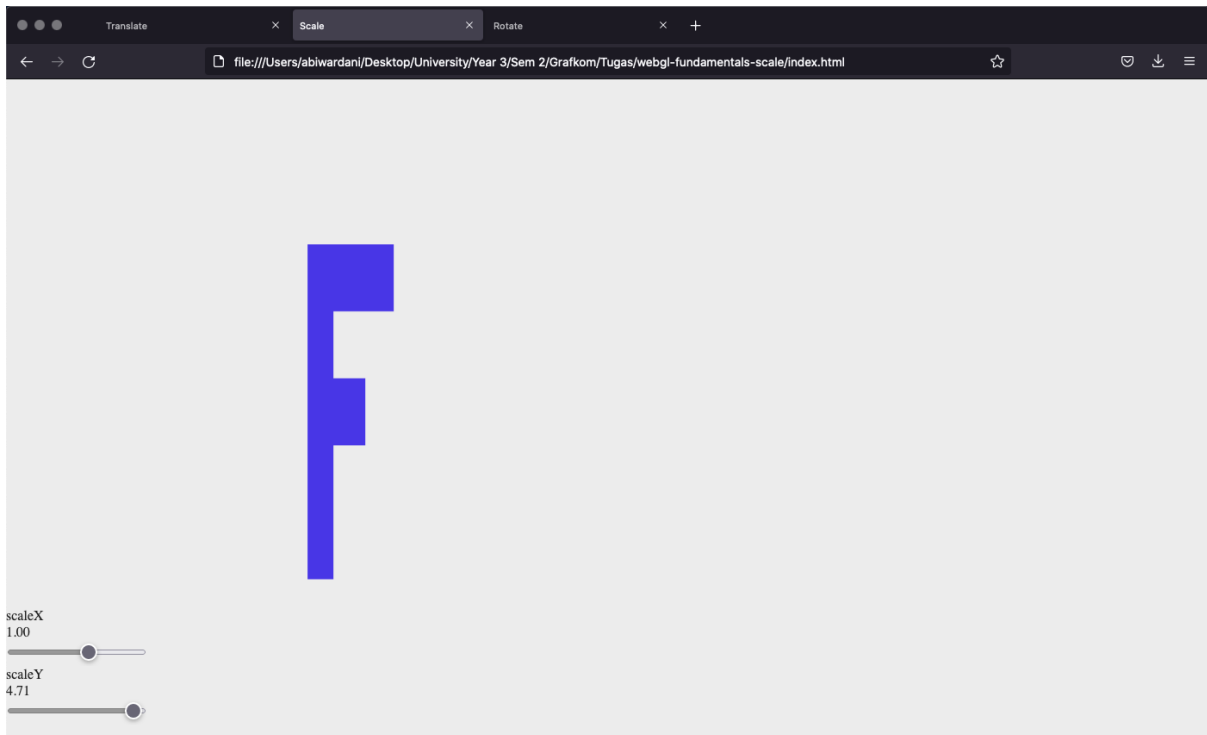 Translate
Scale
Rotate
file:///Users/abiwardani/Desktop/University/Year 3/Sem 2/Grafkom/Tugas/webgl-fundamentals-scale/index.html
F
scaleX
1.00
scaleY
4.71